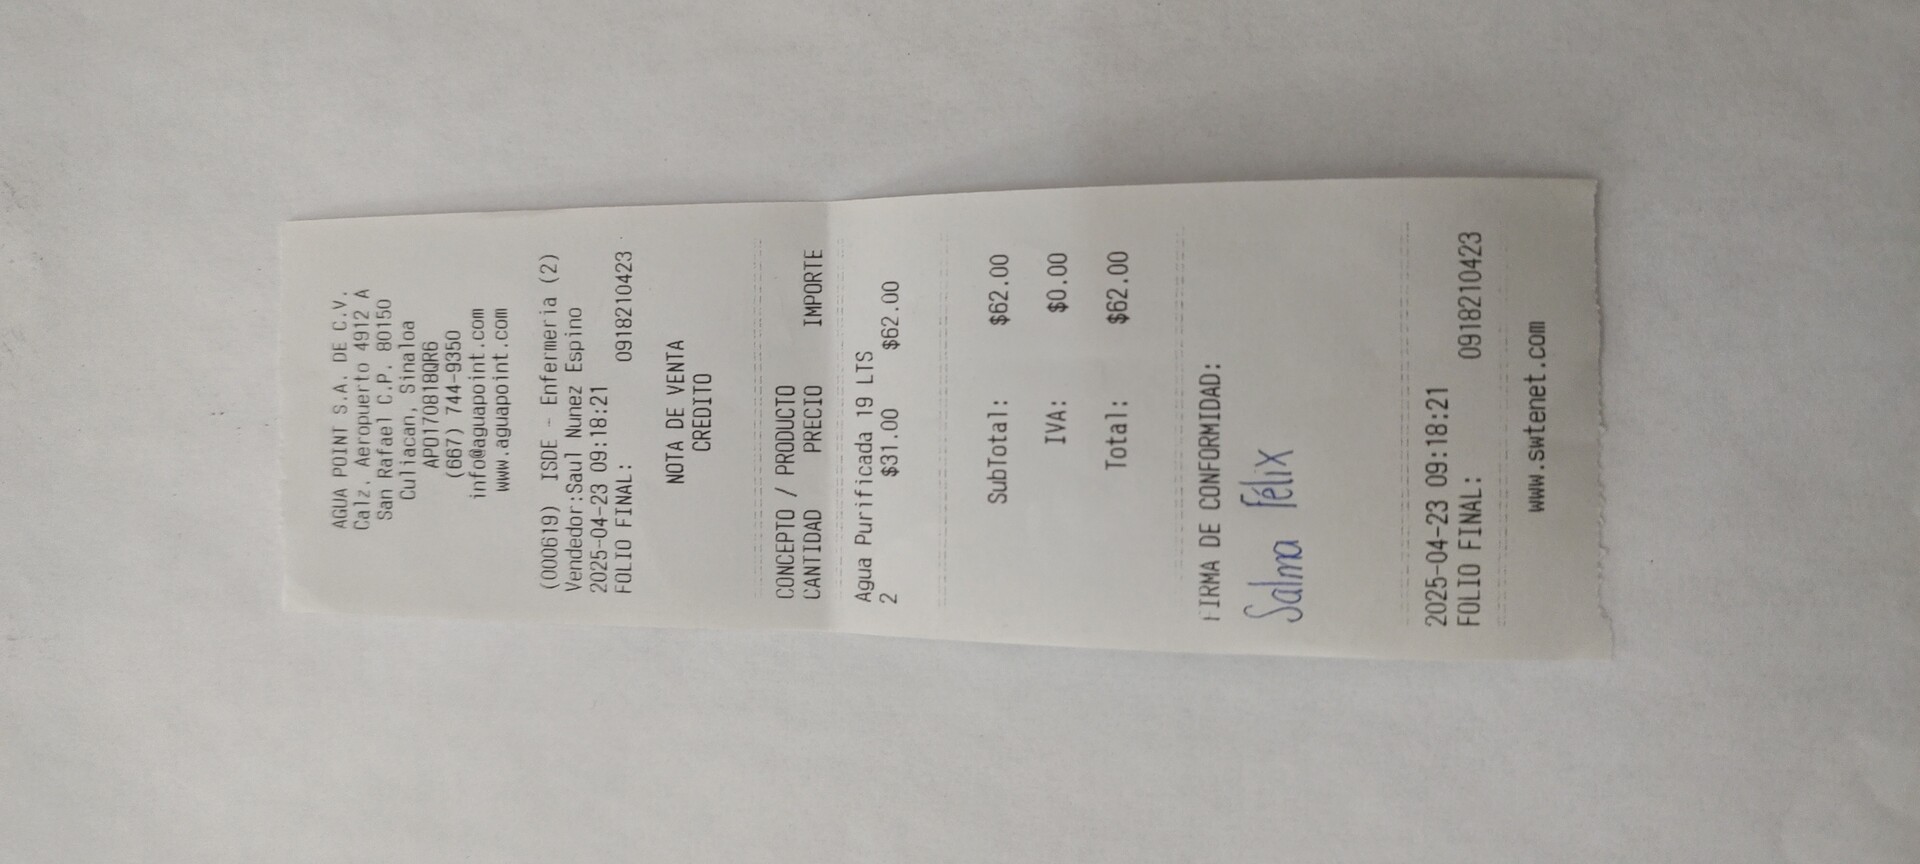 AGUA POINT S.A. DE C.V.
Calz. Aeropuerto 4912 A
San Rafael C.P. 80150
Culiacan, Sinaloa
APO170818QR6
(667) 744-9350
info@aguapoint.com
www.aguapoint.com
(000619) ISDE - Enfermeria (2)
Vendedor:Saul Nunez Espino
2025-04-23 09:18:21
FOLIO FINAL: 0918210423
NOTA DE VENTA
CREDITO
CONCEPTO / PRODUCTO
CANTIDAD PRECIO IMPORTE
Agua Purificada 19 LTS
2 $31.00 $62.00
SubTotal: $62.00
IVA: $0.00
Total: $62.00
FIRMA DE CONFORMIDAD:
Salma Félix
2025-04-23 09:18:21
FOLIO FINAL: 0918210423
www.swtenet.com